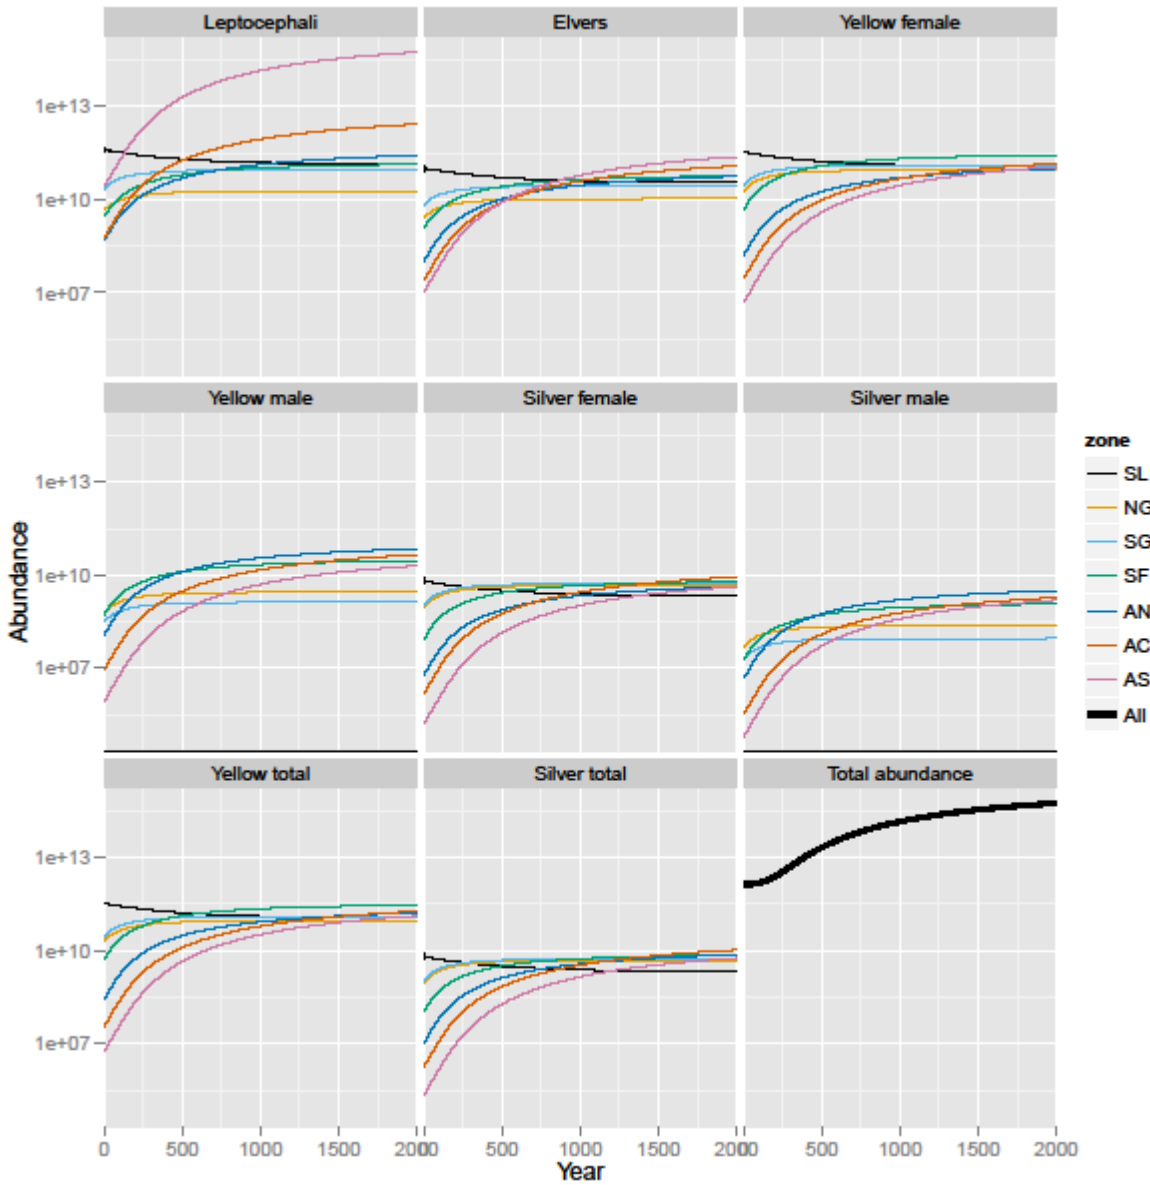 Leptocephali Elvers Yellow female
1e+13
1e+10
1e+07
Yellow male Silver female Silver male
1e+13
1e+10
1e+07
Yellow total Silver total Total abundance
1e+13
1e+10
1e+07
0 500 1000 1500 2000 500 1000 1500 2000 500 1000 1500 2000
Year
Abundance
zone
SL
NG
SG
SF
AN
AC
AS
All